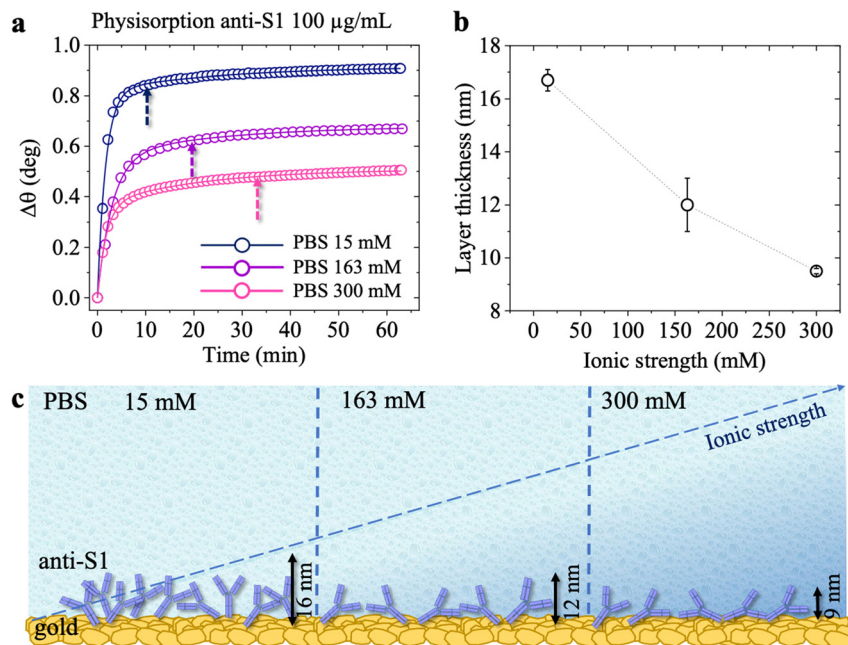 a
Physisorption anti-S1 100 µg/mL
1.0
0.8
0.6
0.4
0.2
0.0
Δθ (deg)
PBS 15 mM
PBS 163 mM
PBS 300 mM
0 10 20 30 40 50 60 70
Time (min)
b
18
16
14
12
10
8
Layer thickness (nm)
0 50 100 150 200 250 300
Ionic strength (mM)
c
PBS 15 mM 163 mM 300 mM
Ionic strength
anti-S1
16 nm
12 nm
9 nm
gold